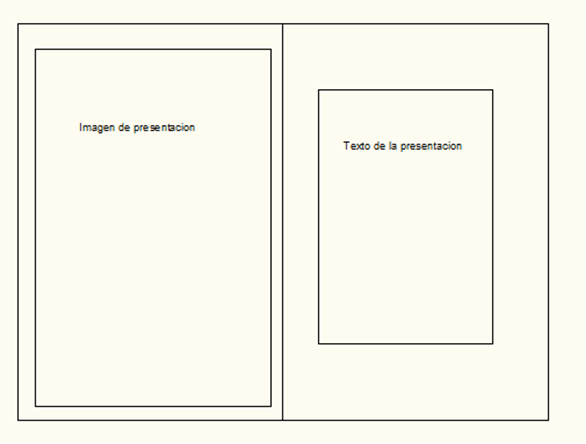 Imagen de presentacion
Texto de la presentacion